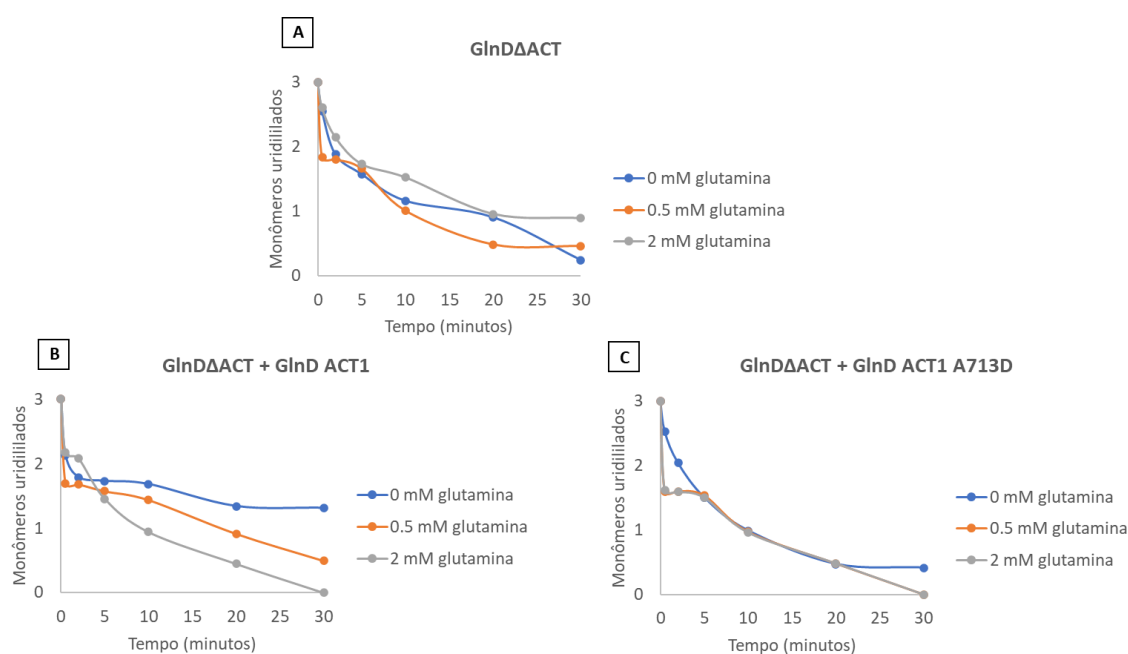 A
GlnDΔACT
Monômeros uridililados
3
2
1
0
0 5 10 15 20 25 30
Tempo (minutos)
0 mM glutamina
0.5 mM glutamina
2 mM glutamina
B
GlnDΔACT + GlnD ACT1
Monômeros uridililados
3
2
1
0
0 5 10 15 20 25 30
Tempo (minutos)
0 mM glutamina
0.5 mM glutamina
2 mM glutamina
C
GlnDΔACT + GlnD ACT1 A713D
Monômeros uridililados
3
2
1
0
0 5 10 15 20 25 30
Tempo (minutos)
0 mM glutamina
0.5 mM glutamina
2 mM glutamina